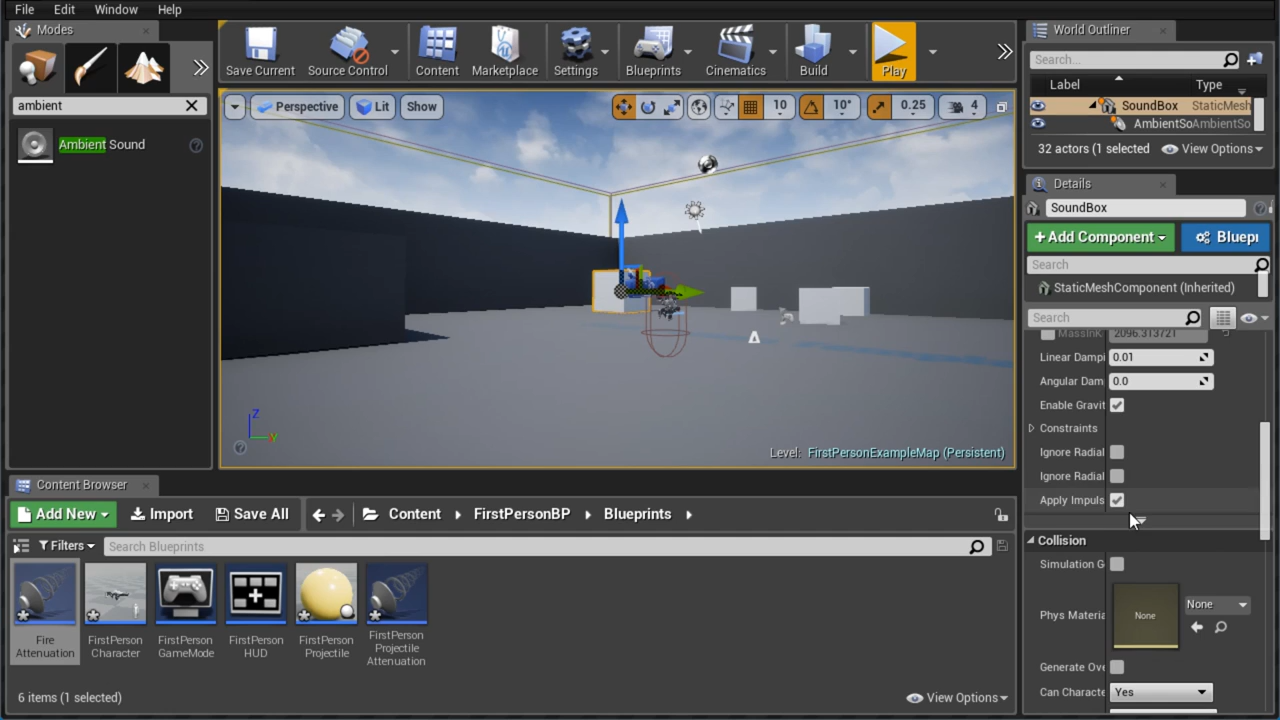 File Edit Window Help
Modes
World Outliner
Save Current
Source Control
Content
Marketplace
Settings
Blueprints
Cinematics
Build
Play
Search...
Label
Type
ambient
Perspective
Lit
Show
10
10°
0.25
4
SoundBox
StaticMesh
AmbientSo
AmbientSo
Ambient Sound
32 actors (1 selected
View Options
Details
SoundBox
+Add Component
Bluepi
Search
StaticMeshComponent (Inherited)
Search
MassInK
2096.313721
Linear Dampi
0.01
Angular Dam
0.0
Enable Gravit
Constraints
Ignore Radial
Ignore Radial
Apply Impuls
Z
Y
Level: FirstPersonExampleMap (Persistent)
Content Browser
Add New
Import
Save All
Content
FirstPersonBP
Blueprints
Filters
Search Blueprints
Collision
Simulation G
Phys Materia
None
None
Generate Ove
Can Characte
Yes
Fire
Attenuation
FirstPerson
Character
FirstPerson
GameMode
FirstPerson
HUD
FirstPerson
Projectile
FirstPerson
Projectile
Attenuation
6 items (1 selected)
View Options